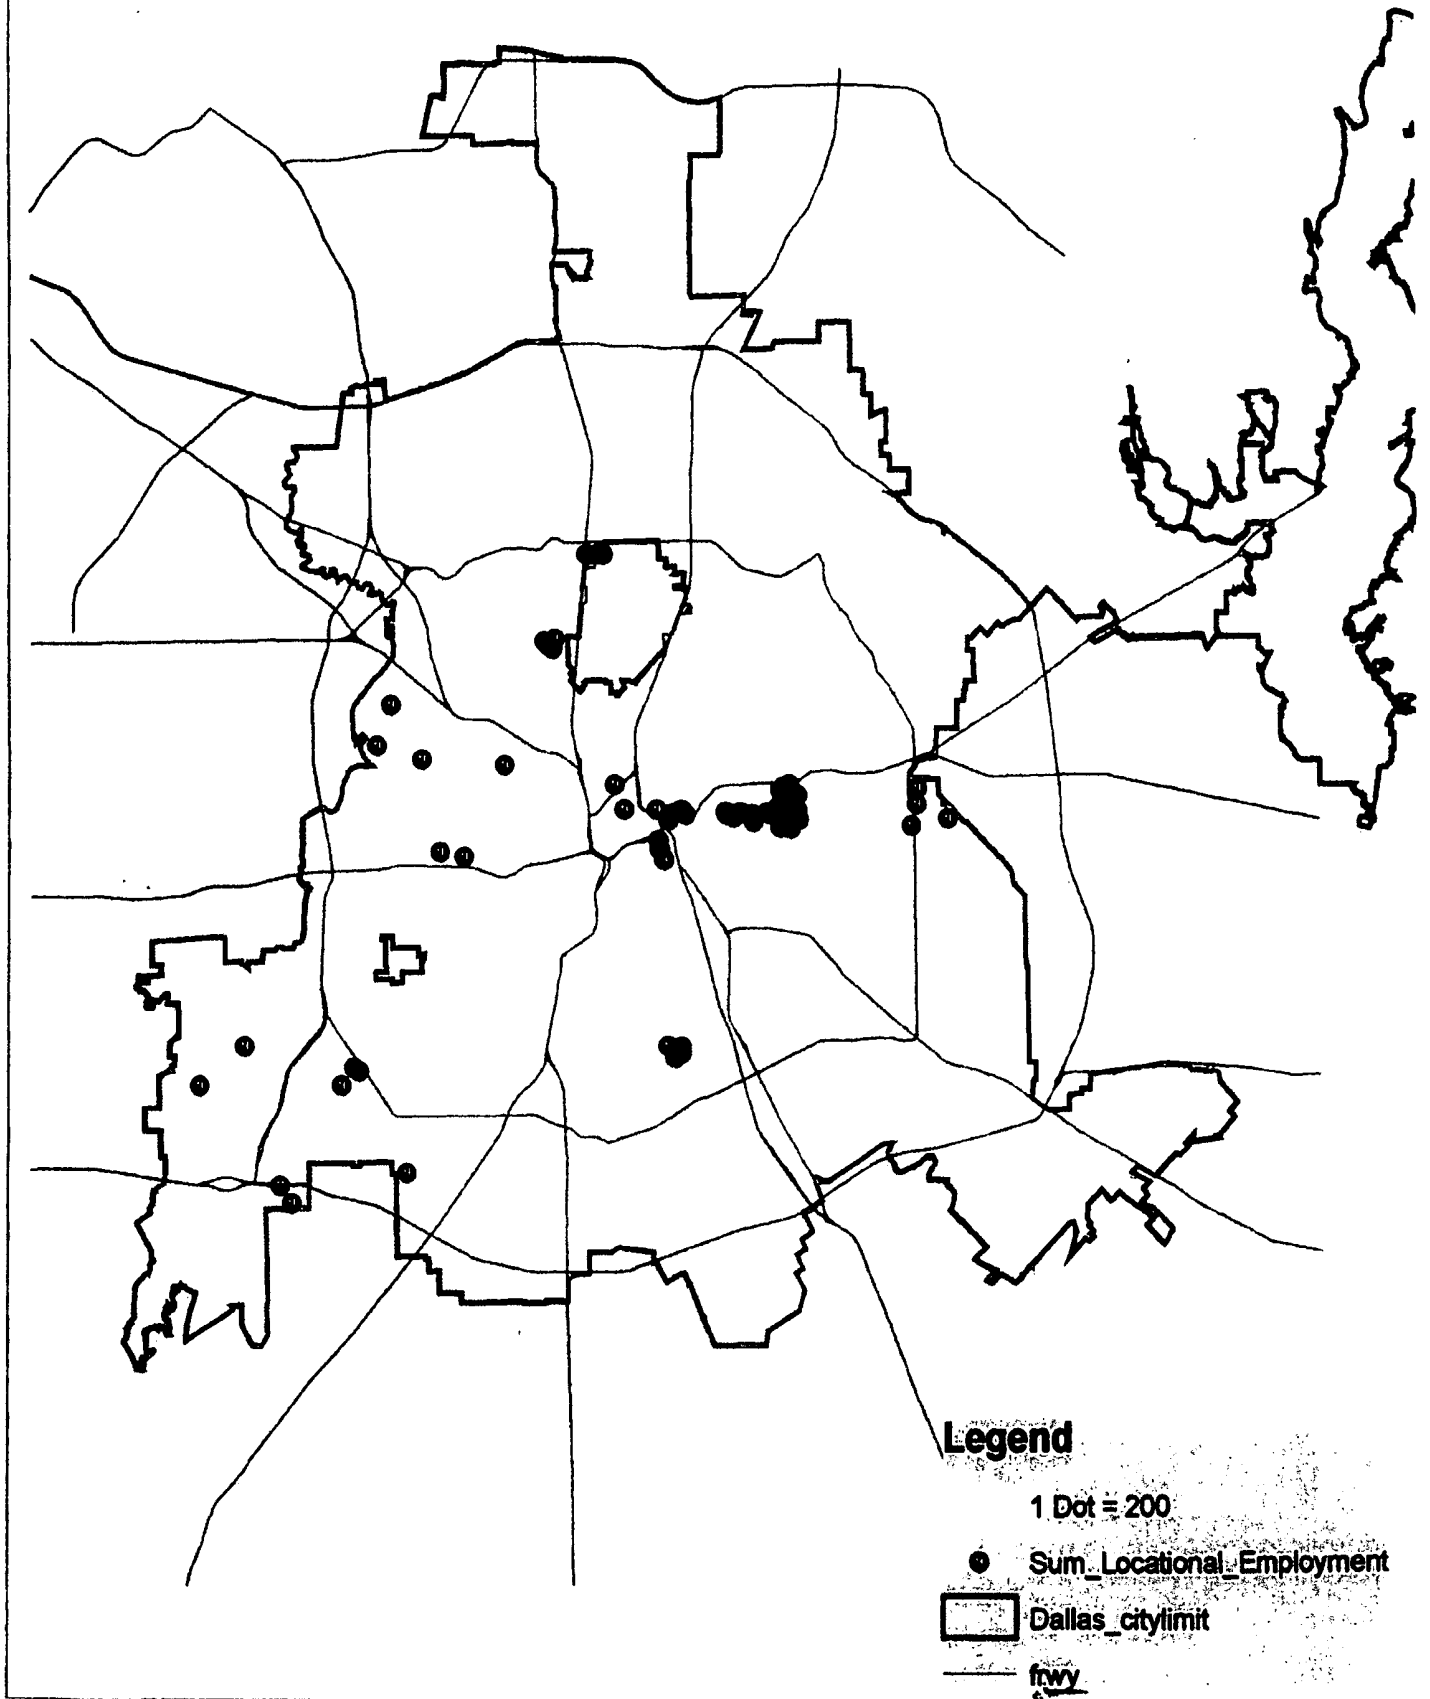 Legend
1 Dot = 200
Sum_Locational_Employment
Dallas_citylimit
frwy